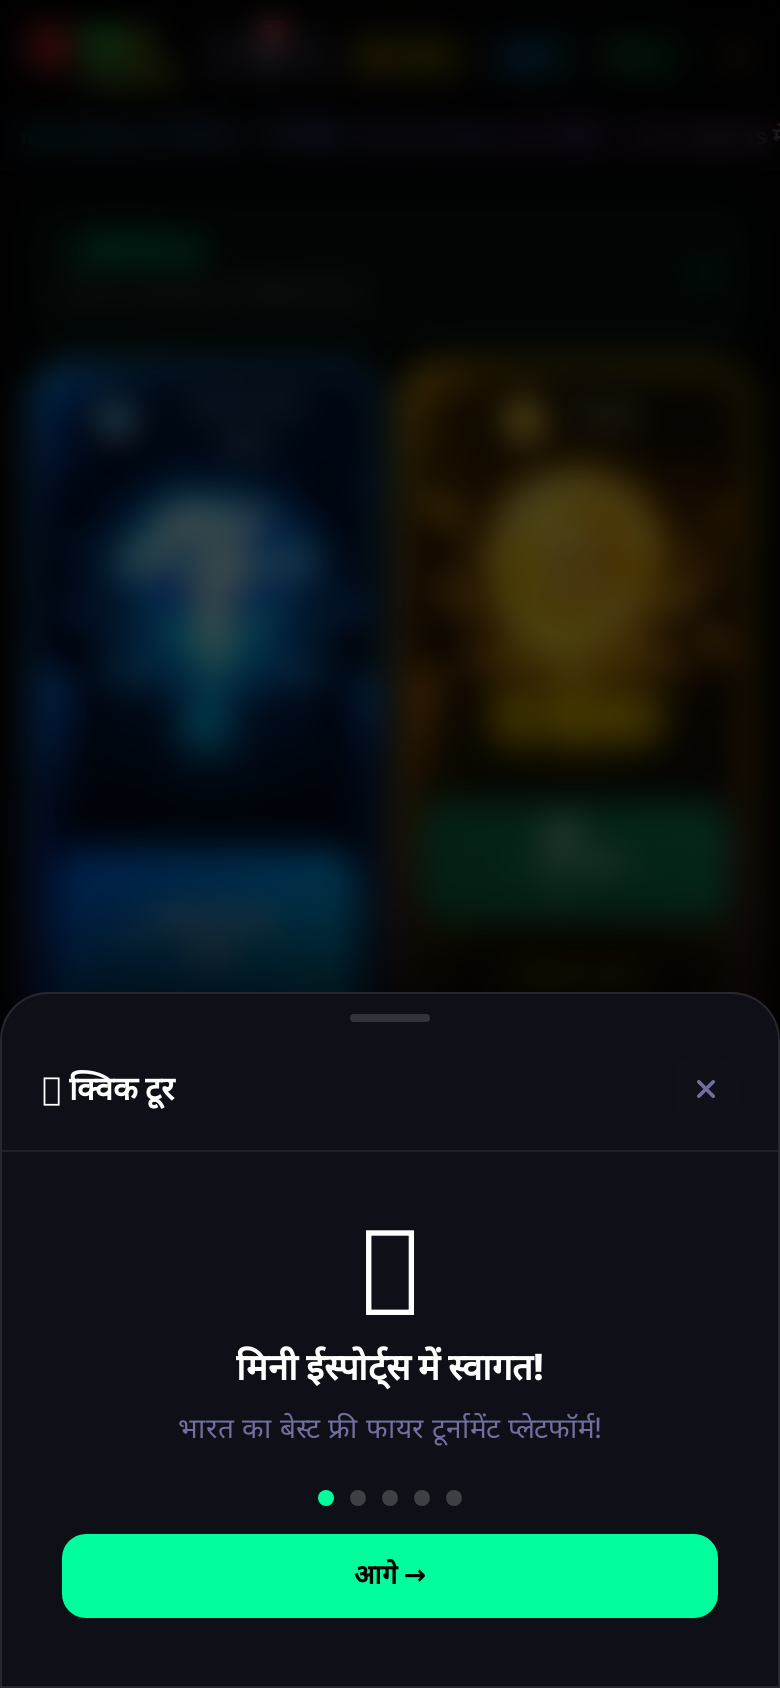 क्विक टूर
मिनी ईस्पोर्ट्स में स्वागत!
भारत का बेस्ट फ्री फायर टूर्नामेंट प्लेटफॉर्म!
आगे →